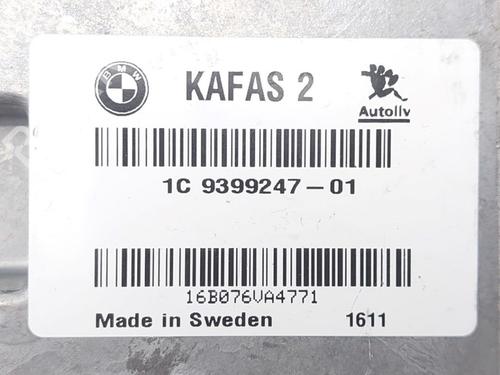 BMW
KAFAS 2
Autoliv
1C 9399247-01
16B076VA4771
Made in Sweden
1611